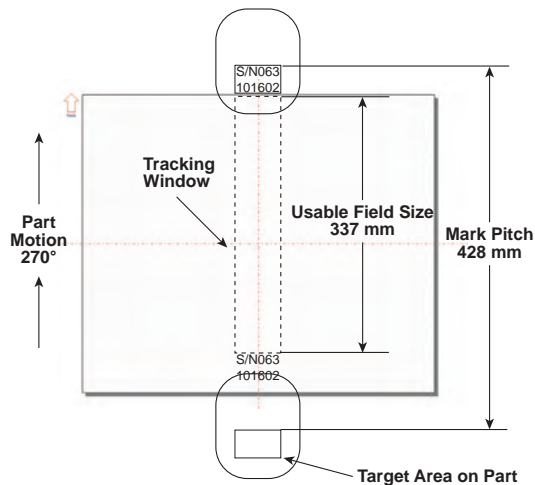 S/N063
101602
Tracking
Window
Usable Field Size
337 mm
Mark Pitch
428 mm
Part
Motion
270°
S/N063
101602
Target Area on Part